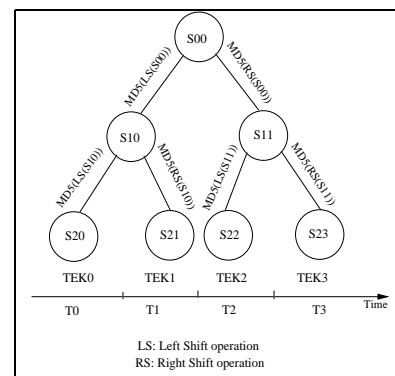 S00
MD5(LS(S00))
MD5(RS(S00))
S10
S11
MD5(LS(S10))
MD5(RS(S10))
MD5(LS(S11))
MD5(RS(S11))
S20
S21
S22
S23
TEK0 TEK1 TEK2 TEK3
Time
T0 T1 T2 T3
LS: Left Shift operation
RS: Right Shift operation